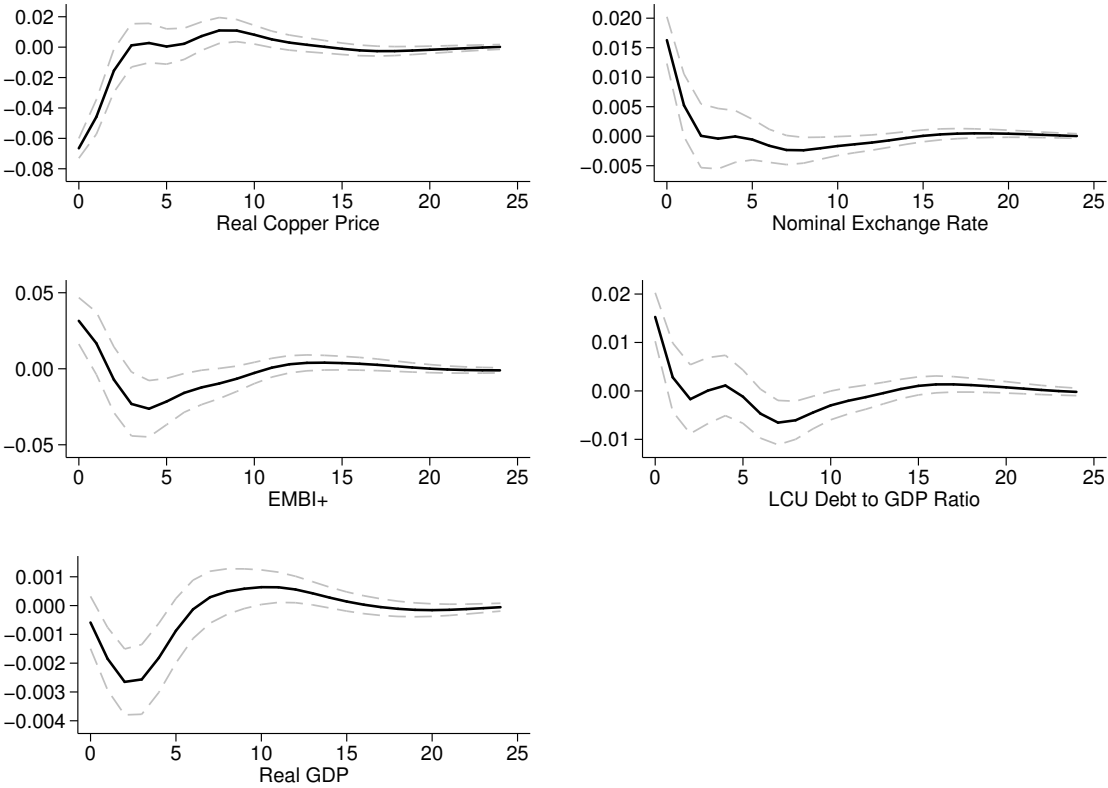 0.02
0.00
−0.02
−0.04
−0.06
−0.08
0 5 10 15 20 25
Real Copper Price
0.020
0.015
0.010
0.005
0.000
−0.005
0 5 10 15 20 25
Nominal Exchange Rate
0.05
0.00
−0.05
0 5 10 15 20 25
EMBI+
0.02
0.01
0.00
−0.01
0 5 10 15 20 25
LCU Debt to GDP Ratio
0.001
0.000
−0.001
−0.002
−0.003
−0.004
0 5 10 15 20 25
Real GDP